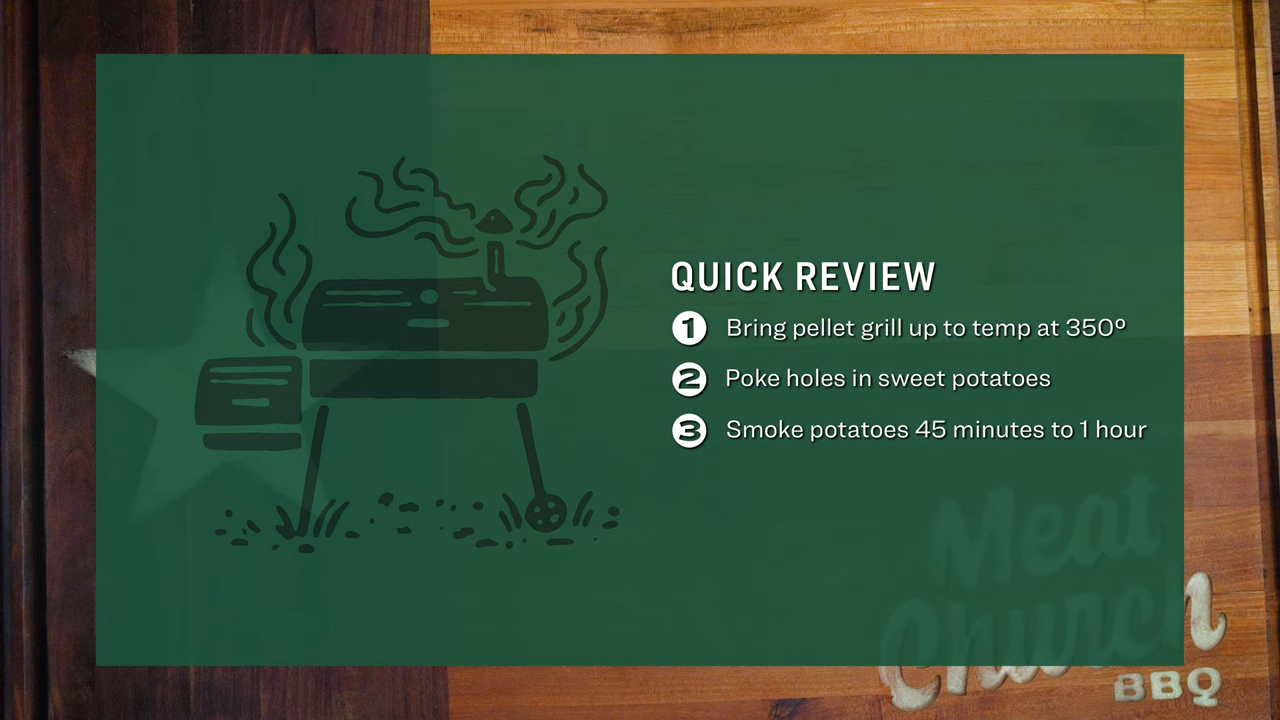 QUICK REVIEW
1 Bring pellet grill up to temp at 350º
2 Poke holes in sweet potatoes
3 Smoke potatoes 45 minutes to 1 hour
Meat
Church
BBQ